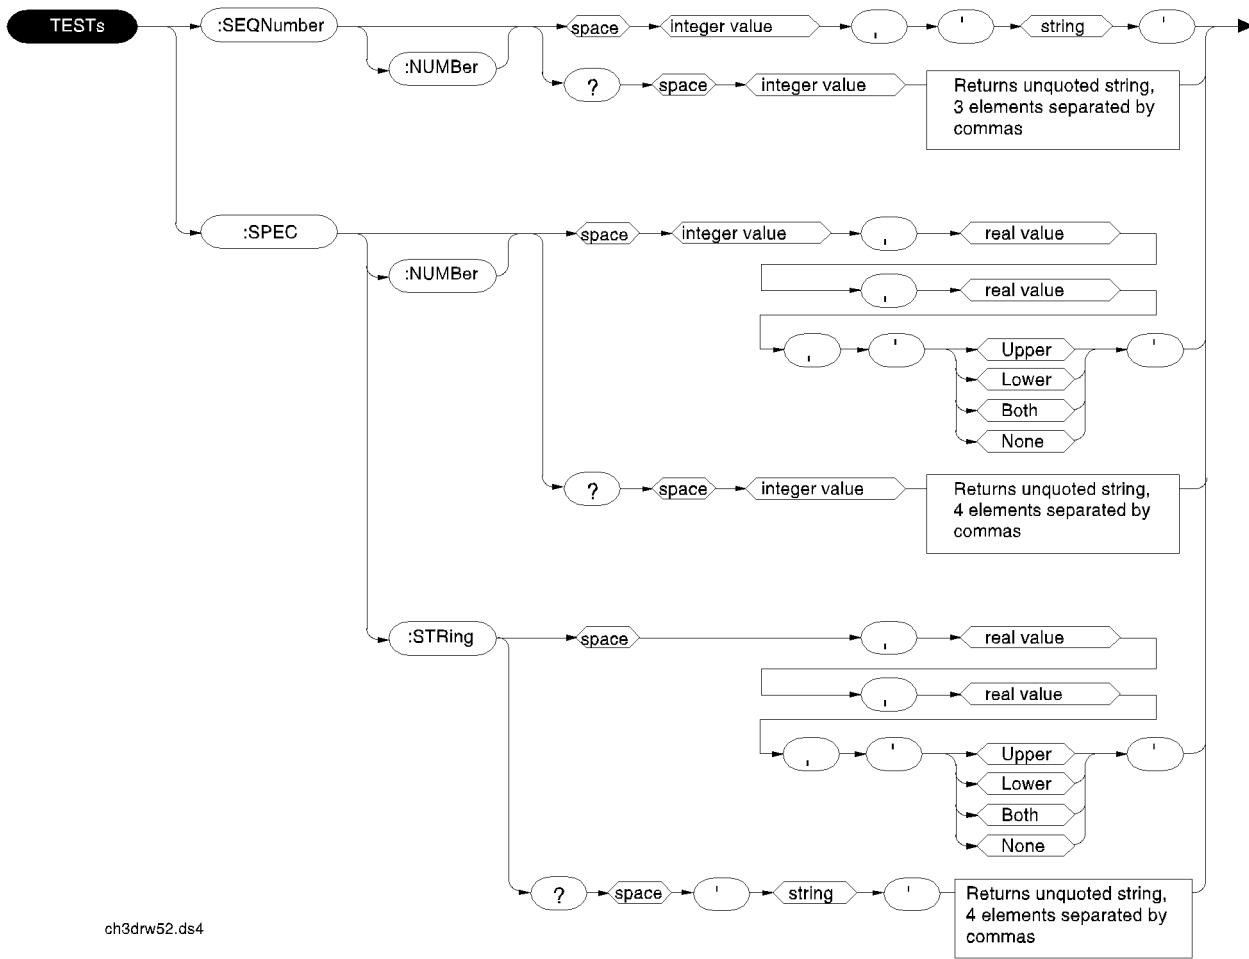 TESTs :SEQNumber space integer value , ' string '
:NUMBer
? space integer value Returns unquoted string,
3 elements separated by
commas
:SPEC space integer value , real value
:NUMBer
, real value
, ' Upper '
Lower
Both
None
? space integer value Returns unquoted string,
4 elements separated by
commas
:STRing space , real value
, real value
, ' Upper '
Lower
Both
None
? space ' string ' Returns unquoted string,
4 elements separated by
commas
ch3drw52.ds4